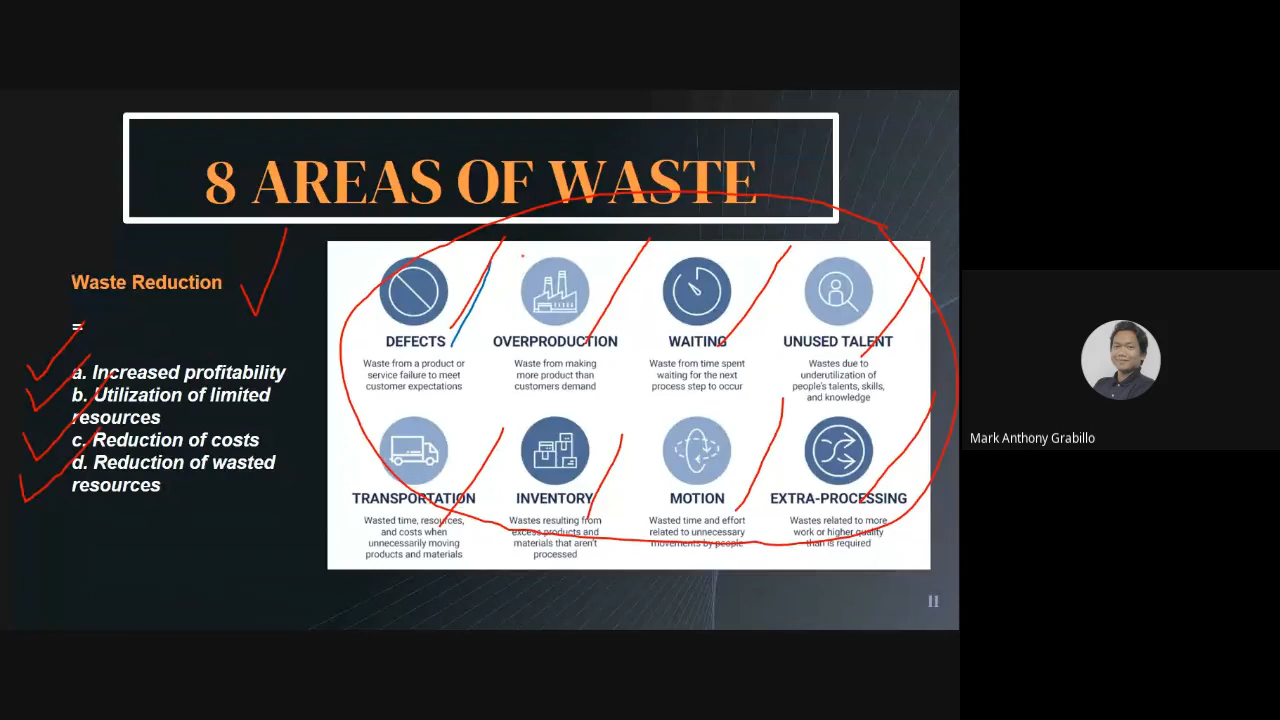 8 AREAS OF WASTE
Waste Reduction
=
a. Increased profitability
b. Utilization of limited
resources
c. Reduction of costs
d. Reduction of wasted
resources
DEFECTS
Waste from a product or
service failure to meet
customer expectations
OVERPRODUCTION
Waste from making
more product than
customers demand
WAITING
Waste from time spent
waiting for the next
process step to occur
UNUSED TALENT
Wastes due to
underutilization of
people's talents, skills,
and knowledge
TRANSPORTATION
Wasted time, resources,
and costs when
unnecessarily moving
products and materials
INVENTORY
Wastes resulting from
excess products and
materials that aren't
processed
MOTION
Wasted time and effort
related to unnecessary
movements by people
EXTRA-PROCESSING
Wastes related to more
work or higher quality
than is required
11
Mark Anthony Grabillo